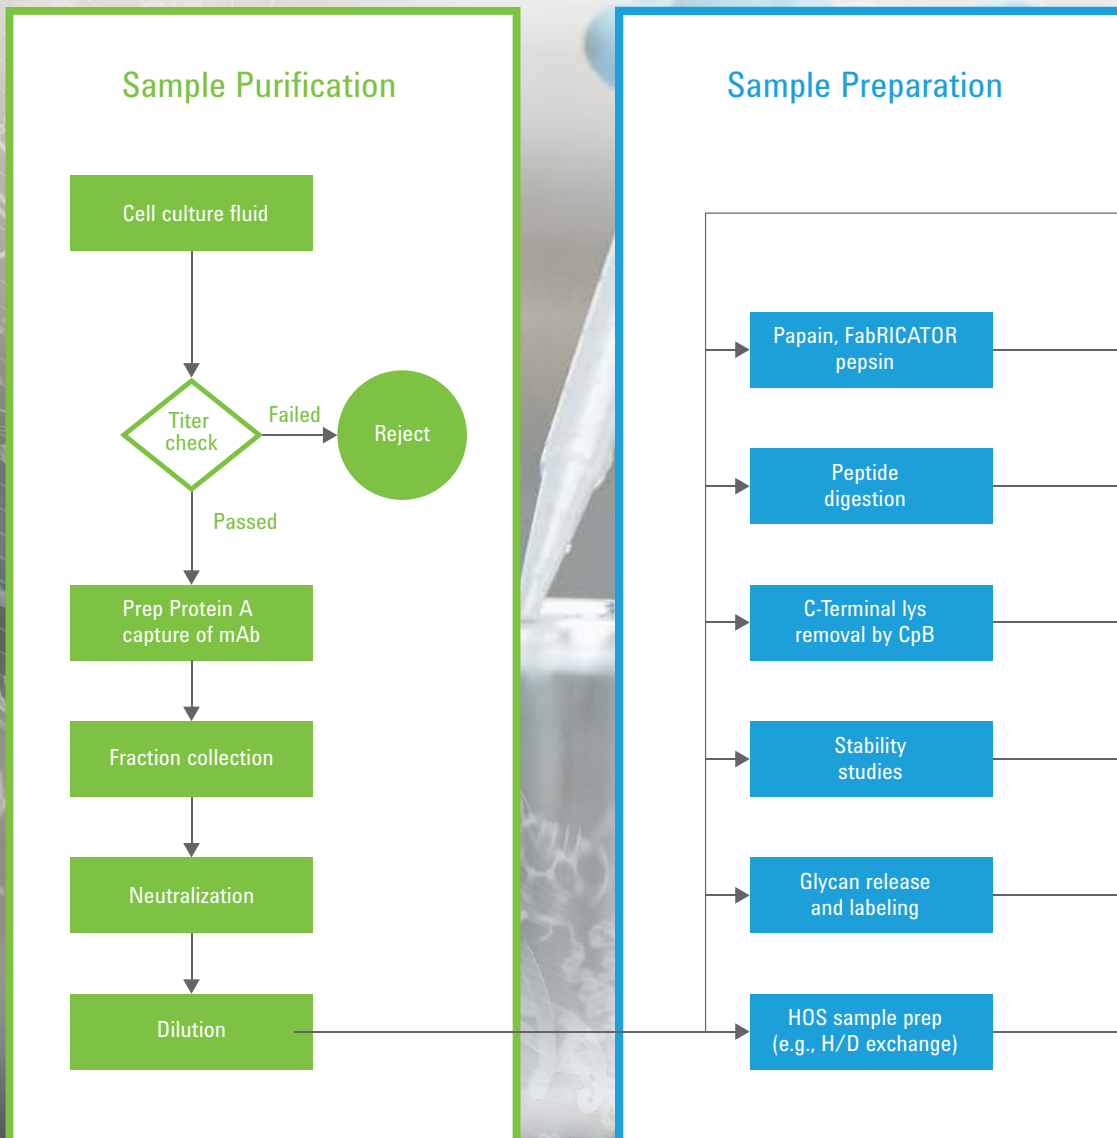 Sample Purification
Cell culture fluid
Titer
check
Failed
Reject
Passed
Prep Protein A
capture of mAb
Fraction collection
Neutralization
Dilution
Sample Preparation
Papain, FabRICATOR
pepsin
Peptide
digestion
C-Terminal lys
removal by CpB
Stability
studies
Glycan release
and labeling
HOS sample prep
(e.g., H/D exchange)